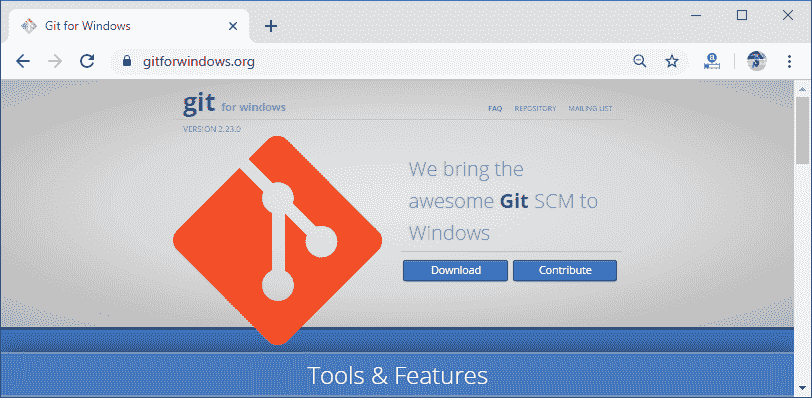 Git for Windows
gitforwindows.org
git for windows
FAQ REPOSITORY MAILING LIST
VERSION 2.23.0
We bring the
awesome Git SCM to
Windows
Download Contribute
Tools & Features